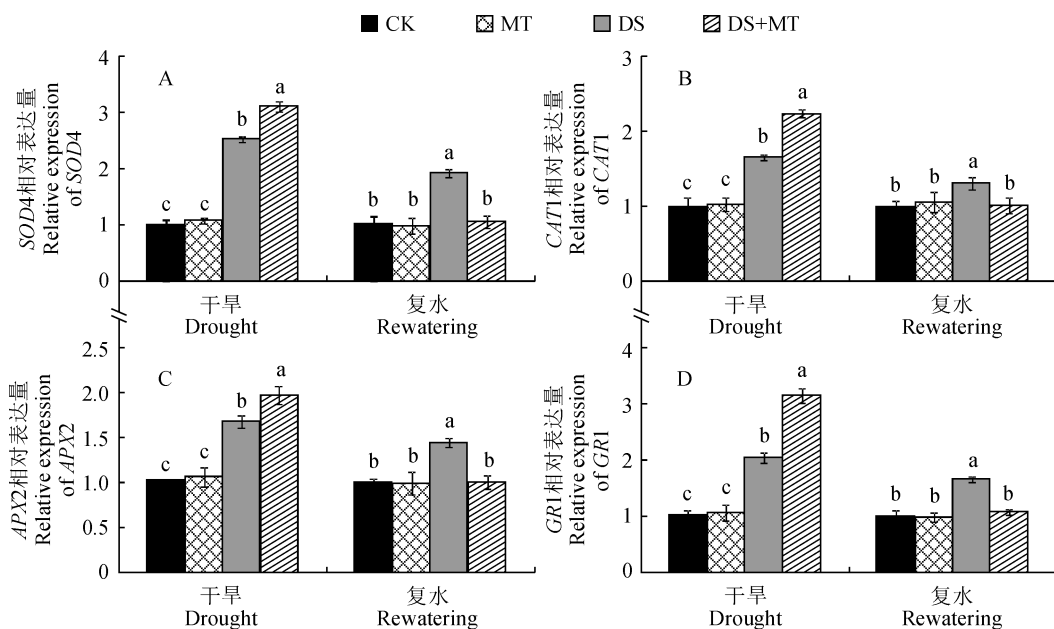 CK MT DS DS+MT
SOD4相对表达量
Relative expression
of SOD4
4
3
2
1
0
A
c c b a
b b a b
干旱 复水
Drought Rewatering
CAT1相对表达量
Relative expression
of CAT1
3
2
1
0
B
c c b a
b b a b
干旱 复水
Drought Rewatering
APX2相对表达量
Relative expression
of APX2
2.5
2.0
1.5
1.0
0.5
0
C
c c b a
b b a b
干旱 复水
Drought Rewatering
GR1相对表达量
Relative expression
of GR1
4
3
2
1
0
D
c c b a
b b a b
干旱 复水
Drought Rewatering